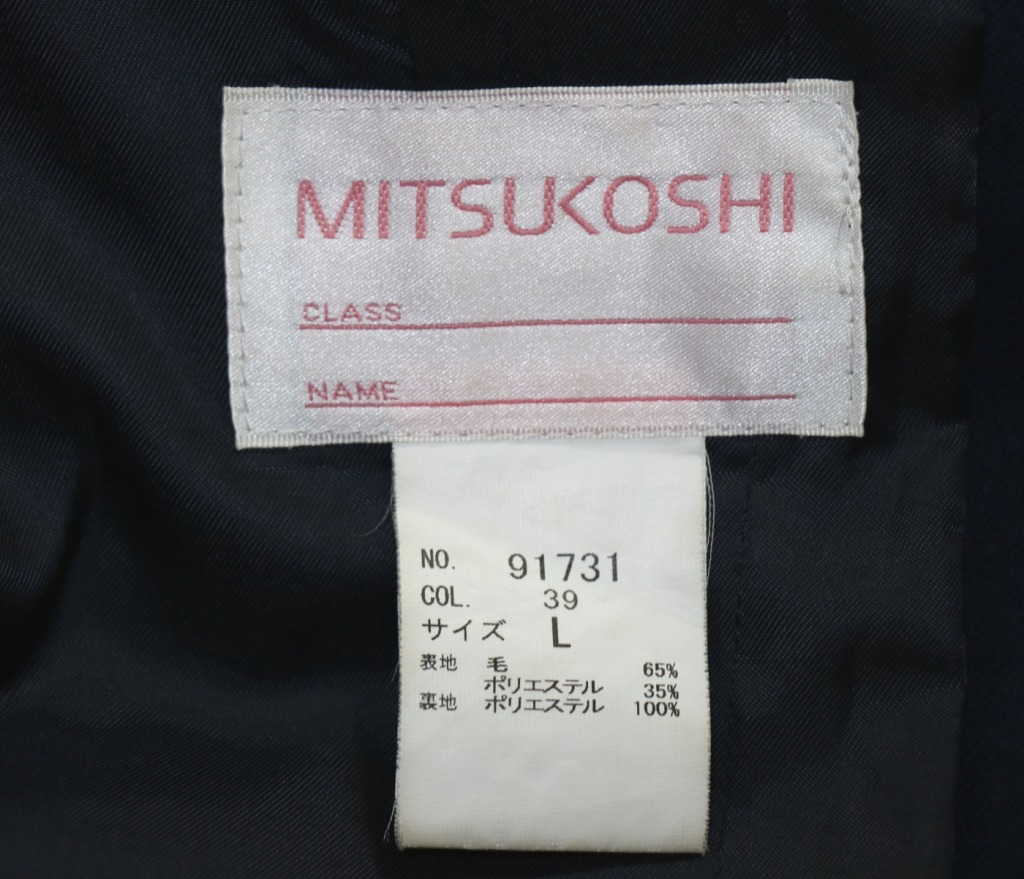 MITSUKOSHI
CLASS
NAME
NO. 91731
COL. 39
サイズ L
表地 毛 65%
ポリエステル 35%
裏地 ポリエステル 100%